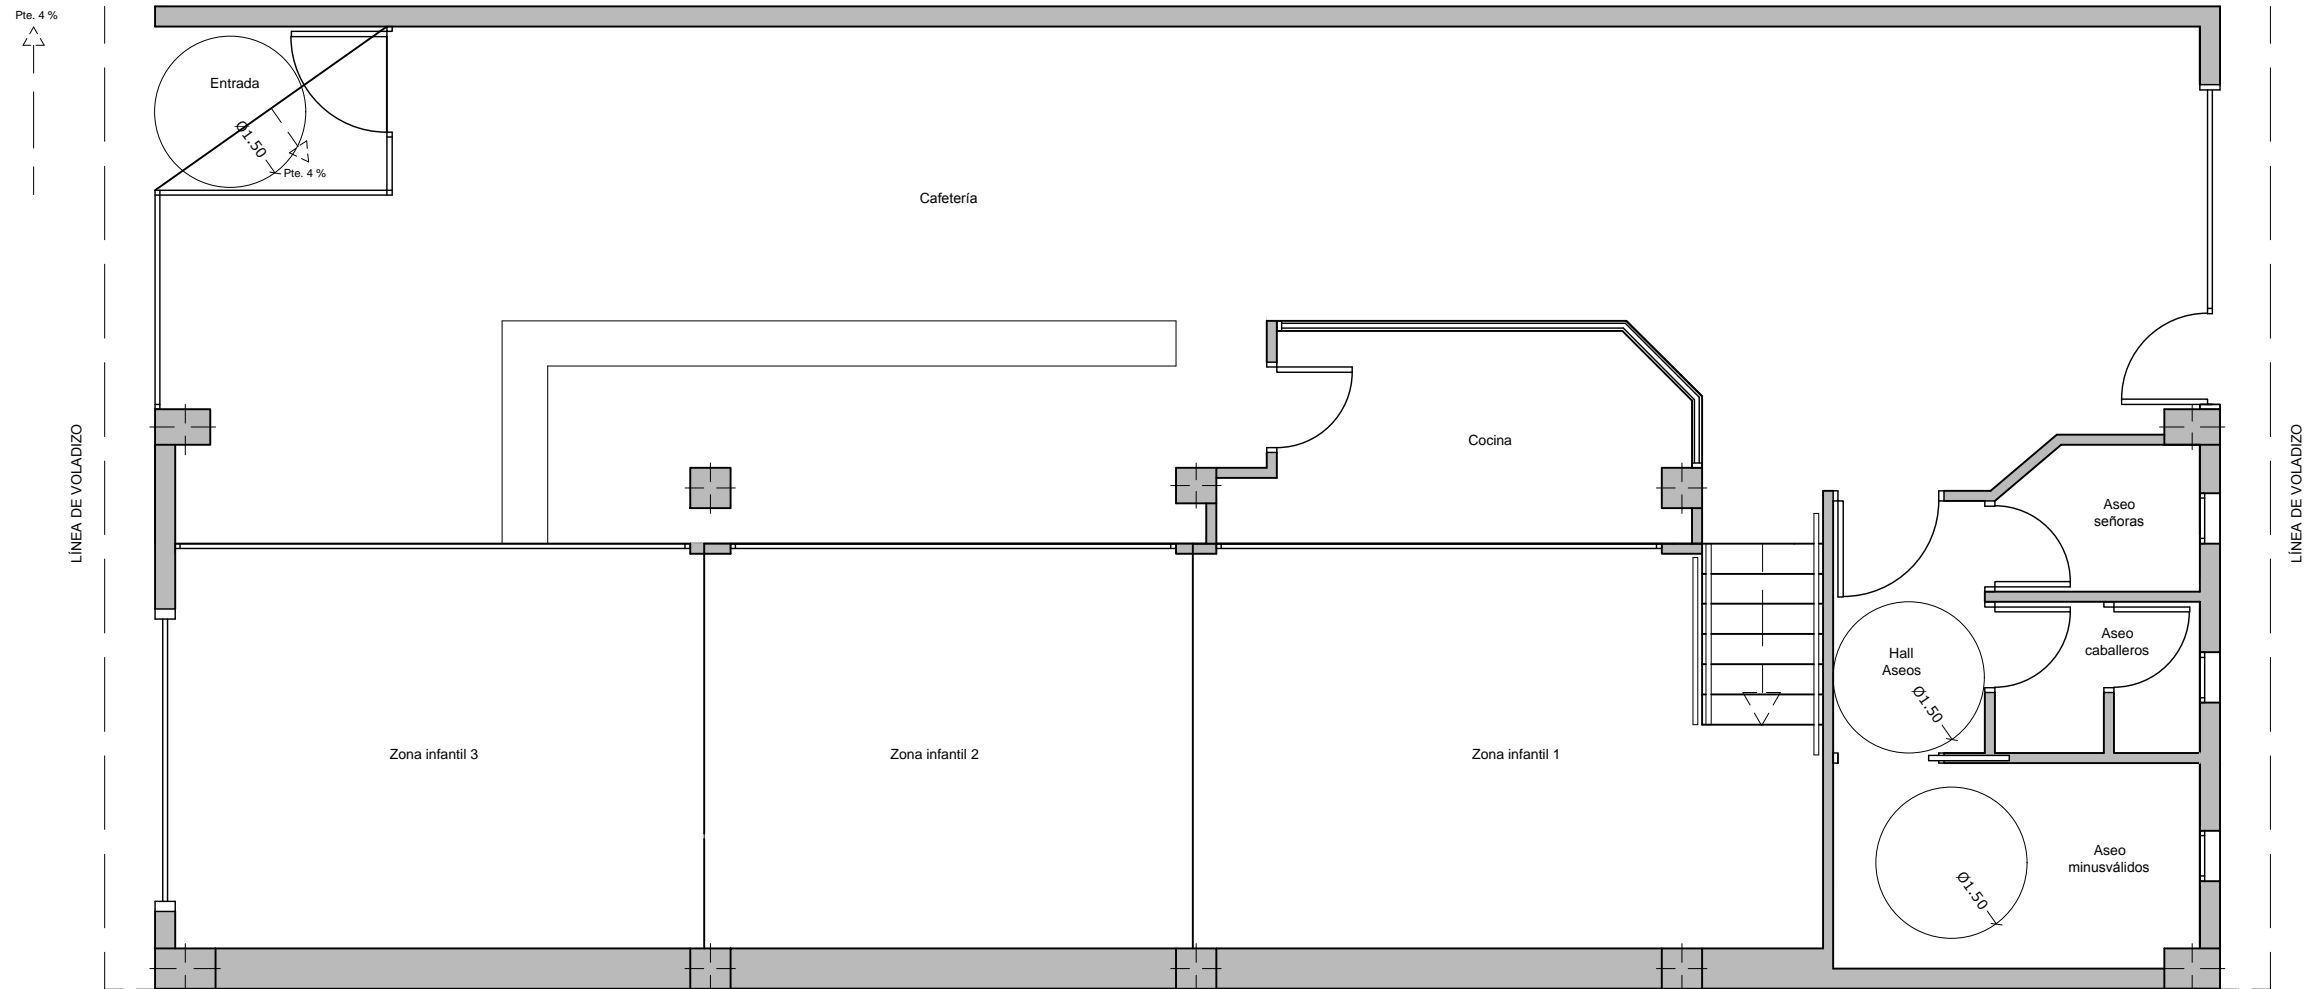 Pte. 4 %
Entrada
Ø1.50
Pte. 4 %
Cafetería
LÍNEA DE VOLADIZO
Cocina
LÍNEA DE VOLADIZO
Aseo
señoras
Aseo
caballeros
Hall
Aseos
Ø1.50
Zona infantil 3
Zona infantil 2
Zona infantil 1
Aseo
minusválidos
Ø1.50